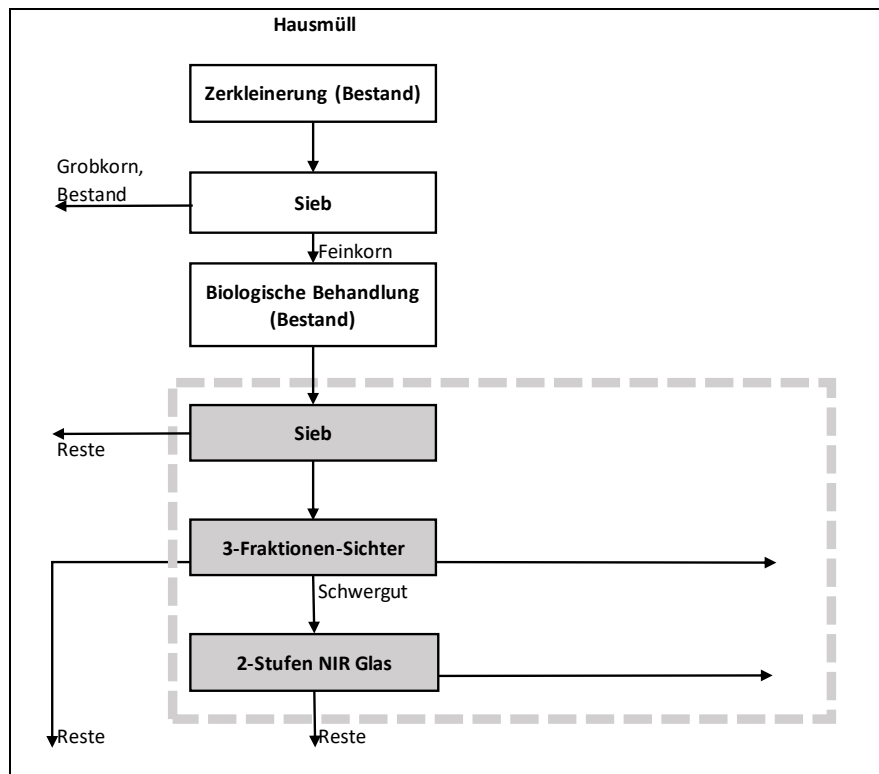 Hausmüll
Zerkleinerung (Bestand)
Grobkorn,
Bestand
Sieb
Feinkorn
Biologische Behandlung
(Bestand)
Sieb
Reste
3-Fraktionen-Sichter
Schwergut
2-Stufen NIR Glas
Reste
Reste